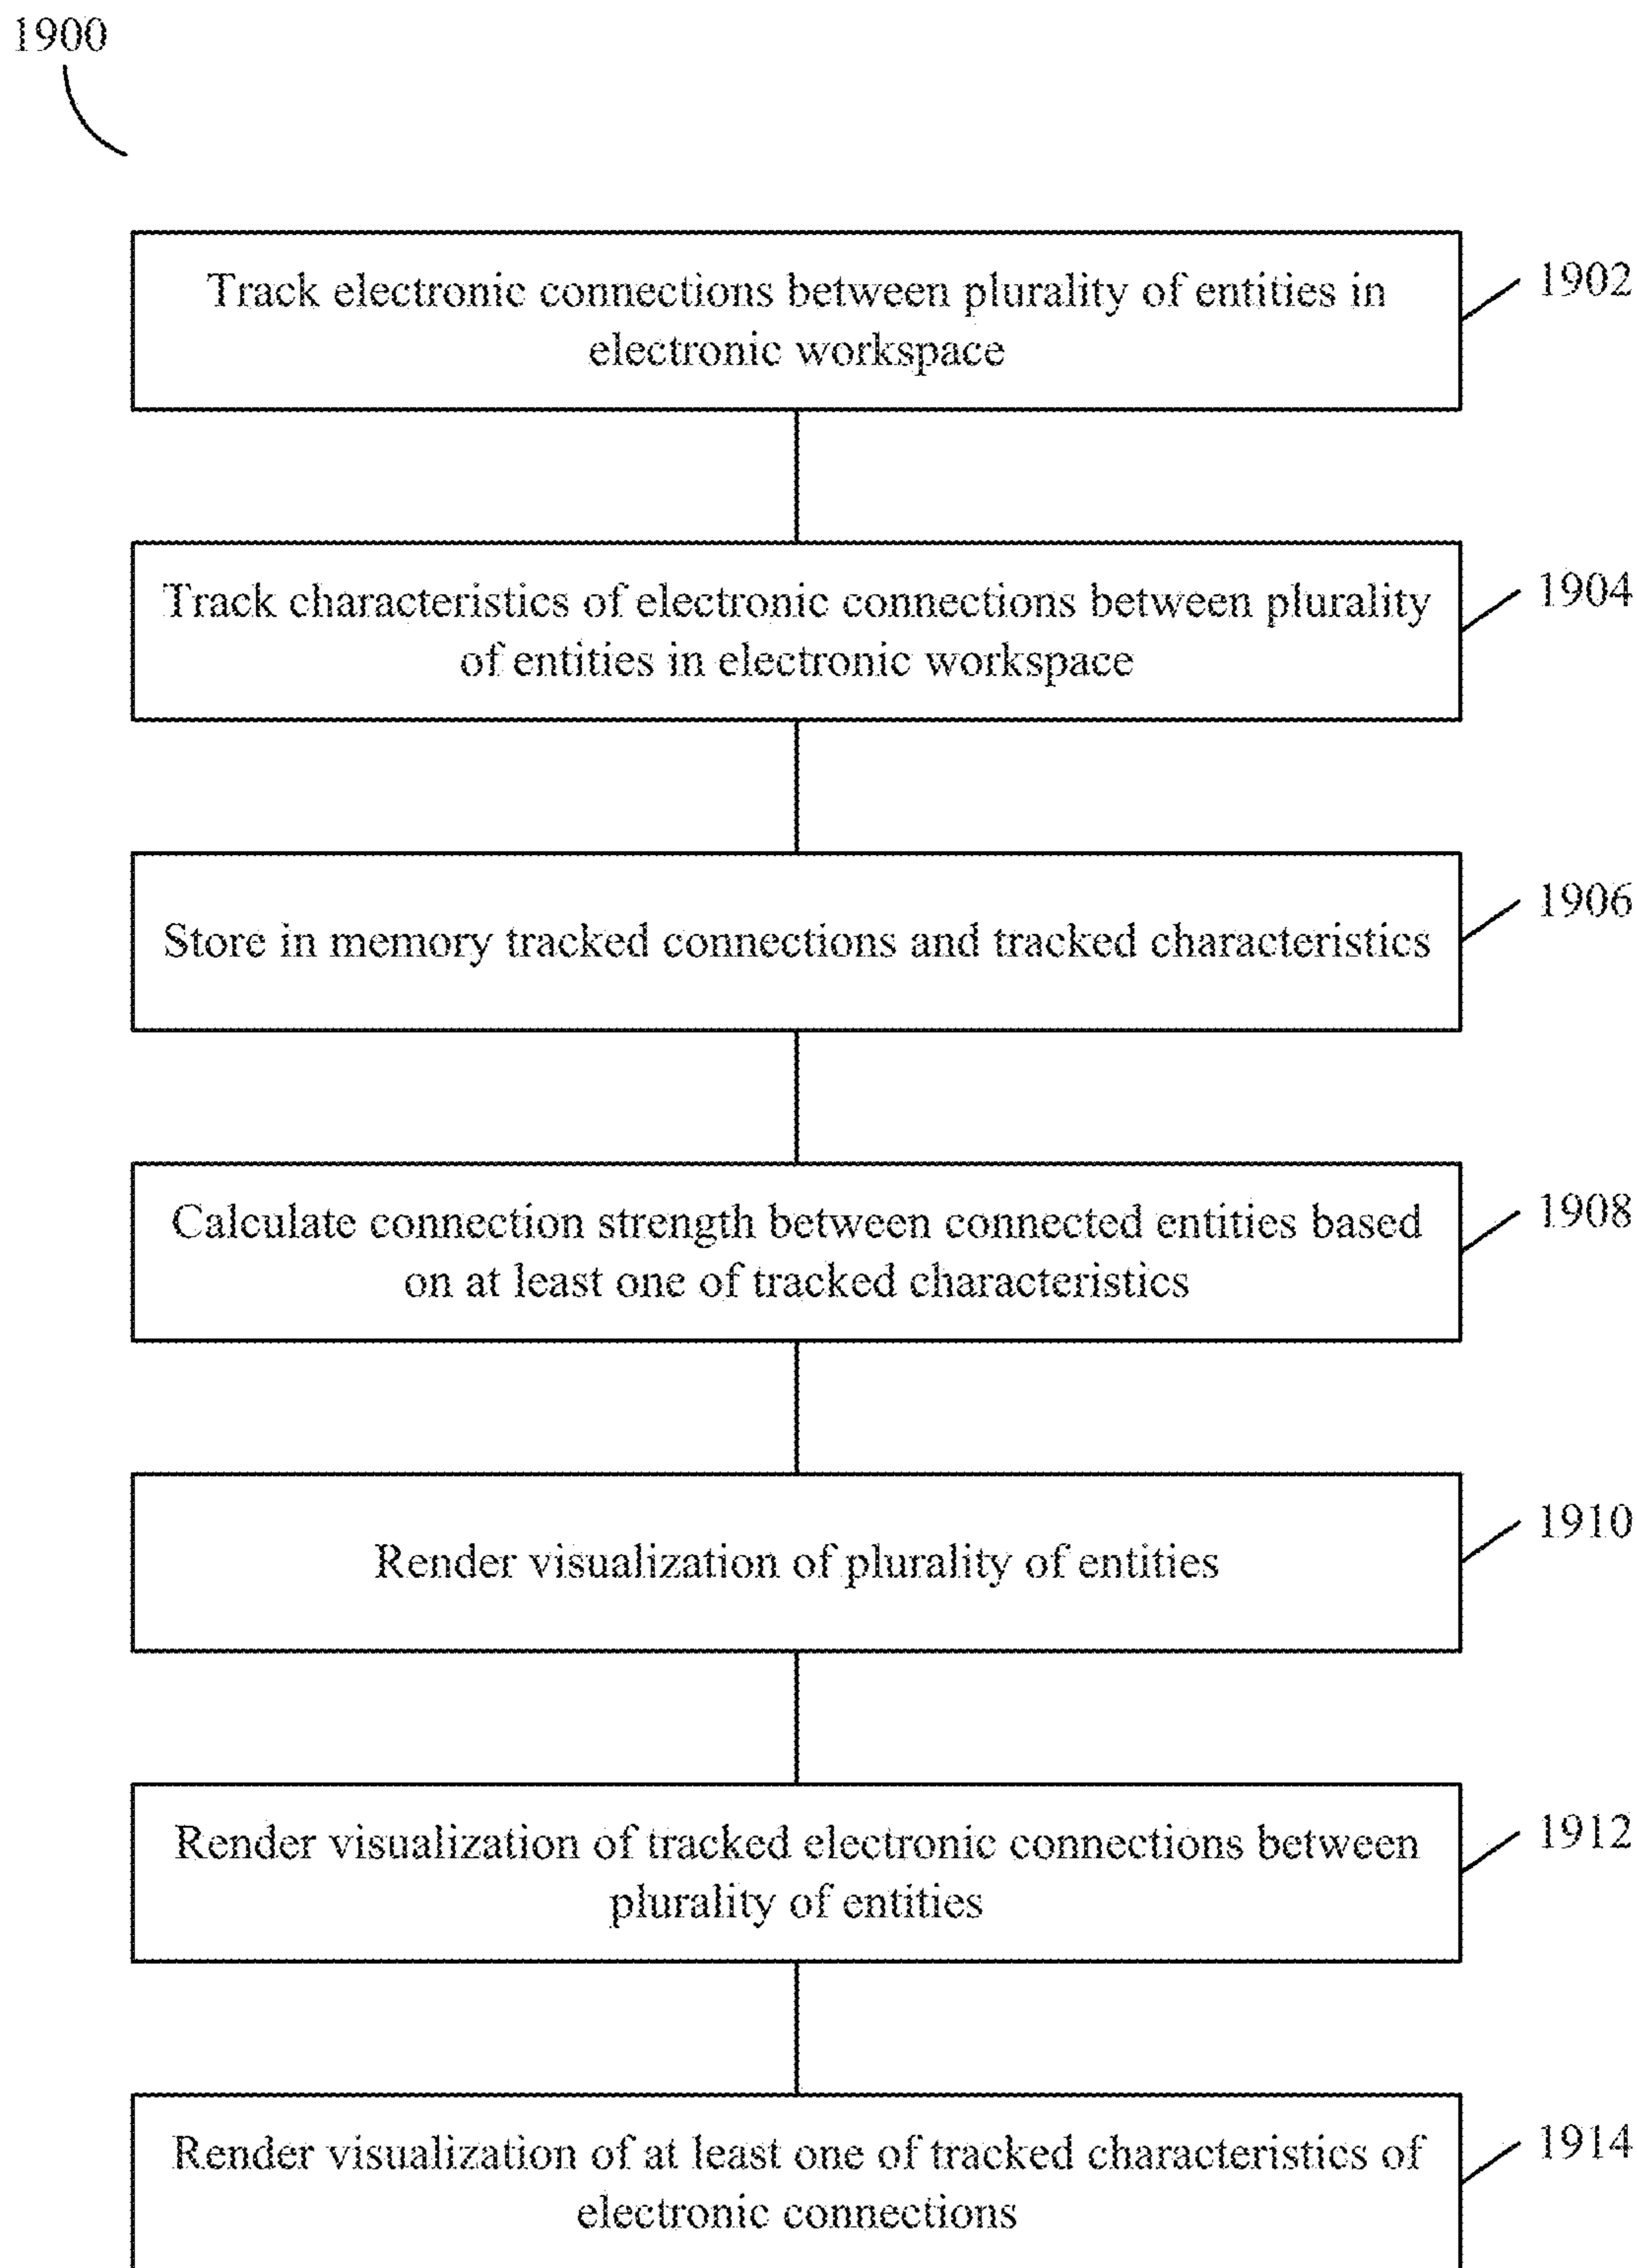 1900
Track electronic connections between plurality of entities in
electronic workspace
1902
Track characteristics of electronic connections between plurality
of entities in electronic workspace
1904
Store in memory tracked connections and tracked characteristics
1906
Calculate connection strength between connected entities based
on at least one of tracked characteristics
1908
Render visualization of plurality of entities
1910
Render visualization of tracked electronic connections between
plurality of entities
1912
Render visualization of at least one of tracked characteristics of
electronic connections
1914